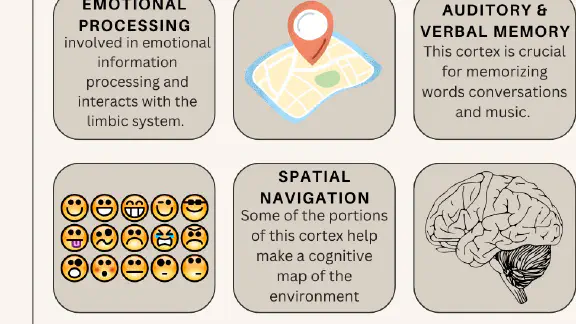 EMOTIONAL
PROCESSING
involved in emotional
information
processing and
interacts with the
limbic system.
AUDITORY &
VERBAL MEMORY
This cortex is crucial
for memorizing
words conversations
and music.
SPATIAL
NAVIGATION
Some of the portions
of this cortex help
make a cognitive
map of the
environment